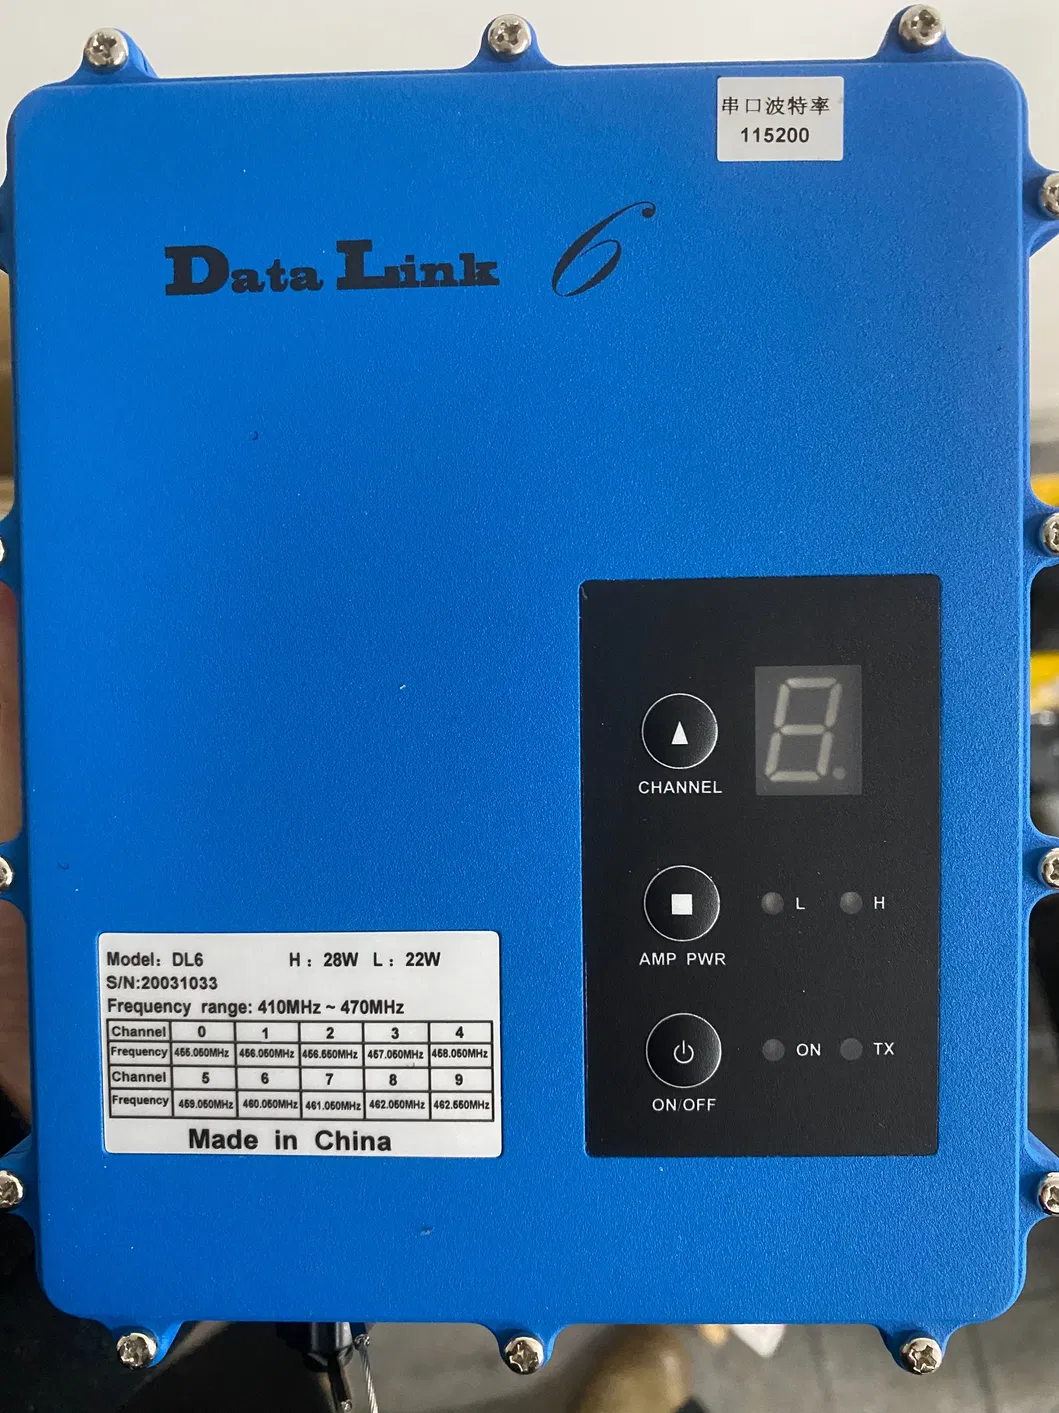 串口波特率
115200
Data Link 6
CHANNEL
8.
AMP PWR
L
H
ON/OFF
ON
TX
Model: DL6 H: 28W L: 22W
S/N:20031033
Frequency range: 410MHz ~ 470MHz
Channel 0 1 2 3 4
Frequency 455.050MHz 456.050MHz 456.550MHz 457.050MHz 458.050MHz
Channel 5 6 7 8 9
Frequency 459.050MHz 460.050MHz 461.050MHz 462.050MHz 462.550MHz
Made in China